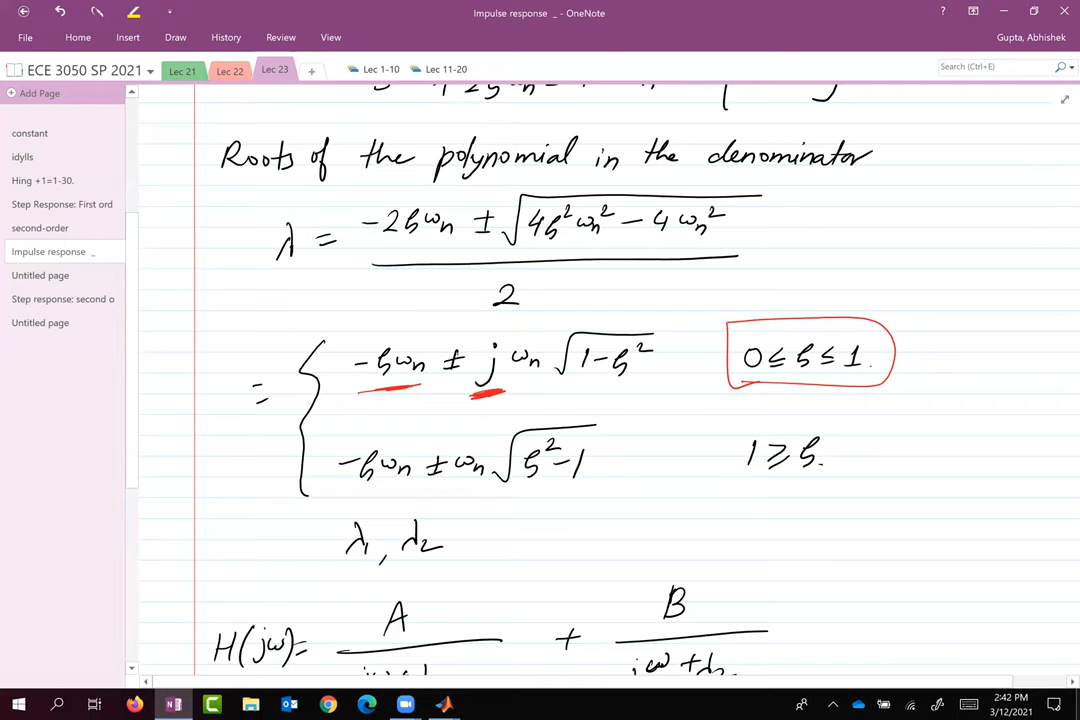 Impulse response _ - OneNote
File Home Insert Draw History Review View
Gupta, Abhishek
ECE 3050 SP 2021
Lec 21 Lec 22 Lec 23 Lec 1-10 Lec 11-20
Search (Ctrl+E)
Add Page
constant
idylls
Hing +1=1-30.
Step Response: First ord
second-order
Impulse response _
Untitled page
Step response: second o
Untitled page
Roots of the polynomial in the denominator
λ = (-2ζωn ± √(4ζ²ωn² - 4ωn²)) / 2
= { -ζωn ± jωn √(1-ζ²) 0 ≤ ζ ≤ 1.
-ζωn ± ωn √(ζ²-1) 1 ≥ ζ.
λ1, λ2
H(jω) = A + B
jω + λ2
2:42 PM
3/12/2021